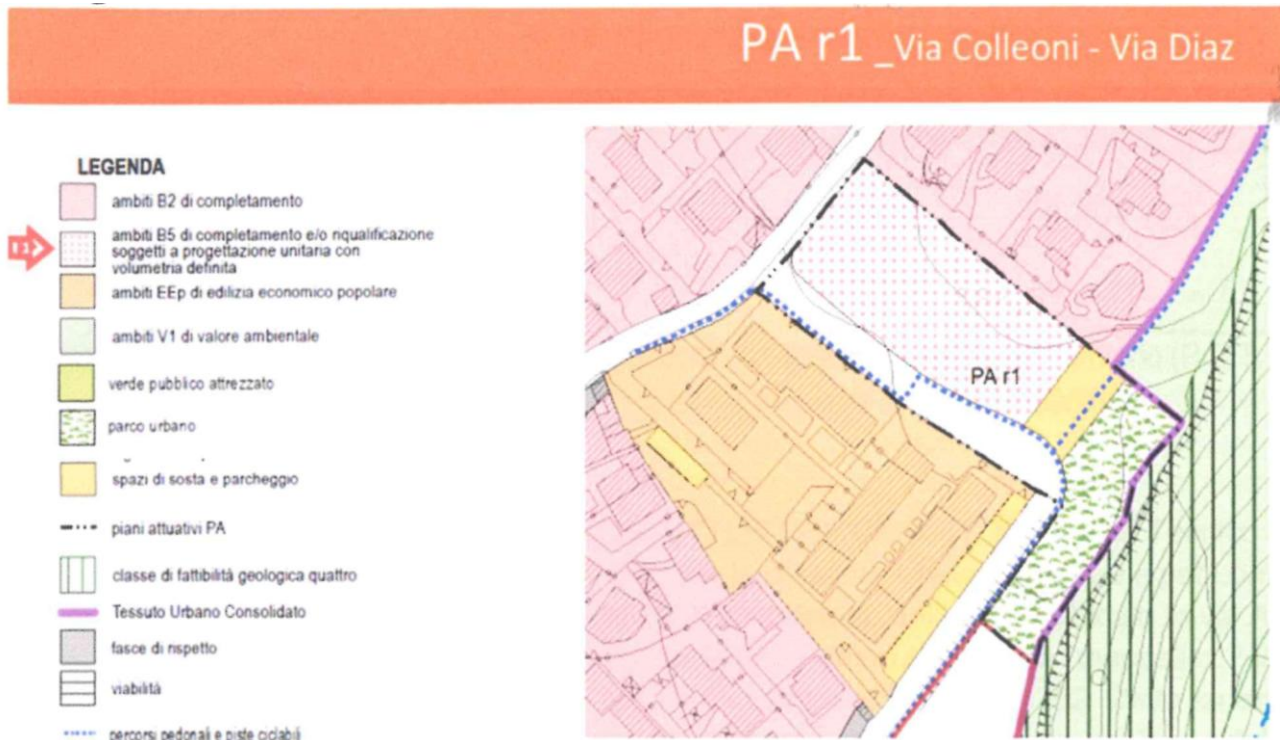 PA r1 _Via Colleoni - Via Diaz
LEGENDA
ambiti B2 di completamento
ambiti B5 di completamento e/o riqualificazione
soggetti a progettazione unitaria con
volumetria definita
ambiti EEp di edilizia economico popolare
ambiti V1 di valore ambientale
verde pubblico attrezzato
parco urbano
spazi di sosta e parcheggio
piani attuativi PA
classe di fattibilità geologica quattro
Tessuto Urbano Consolidato
fasce di rispetto
viabilità
percorsi pedonali e piste ciclabili
PA r1